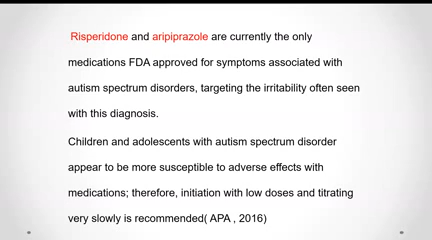 Risperidone and aripiprazole are currently the only
medications FDA approved for symptoms associated with
autism spectrum disorders, targeting the irritability often seen
with this diagnosis.
Children and adolescents with autism spectrum disorder
appear to be more susceptible to adverse effects with
medications; therefore, initiation with low doses and titrating
very slowly is recommended( APA , 2016)